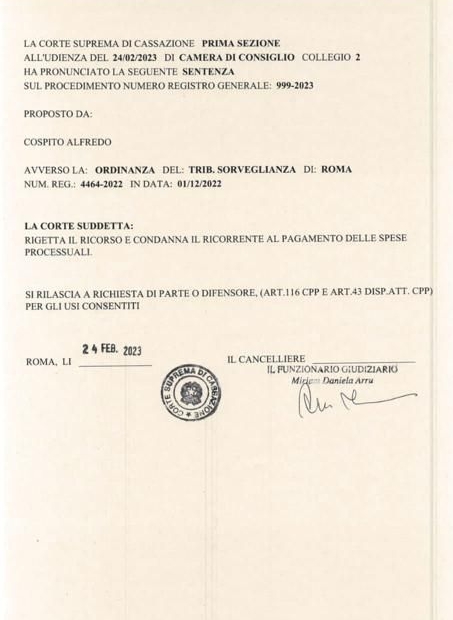 LA CORTE SUPREMA DI CASSAZIONE PRIMA SEZIONE
ALL'UDIENZA DEL 24/02/2023 DI CAMERA DI CONSIGLIO COLLEGIO 2
HA PRONUNCIATO LA SEGUENTE SENTENZA
SUL PROCEDIMENTO NUMERO REGISTRO GENERALE: 999-2023
PROPOSTO DA:
COSPITO ALFREDO
AVVERSO LA: ORDINANZA DEL: TRIB. SORVEGLIANZA DI: ROMA
NUM. REG.: 4464-2022 IN DATA: 01/12/2022
LA CORTE SUDDETTA:
RIGETTA IL RICORSO E CONDANNA IL RICORRENTE AL PAGAMENTO DELLE SPESE
PROCESSUALI.
SI RILASCIA A RICHIESTA DI PARTE O DIFENSORE, (ART.116 CPP E ART.43 DISP.ATT. CPP)
PER GLI USI CONSENTITI
ROMA, LI 24 FEB. 2023
IL CANCELLIERE
IL FUNZIONARIO GIUDIZIARIO
Miriam Daniela Arru
CORTE SUPREMA DI CASSAZIONE